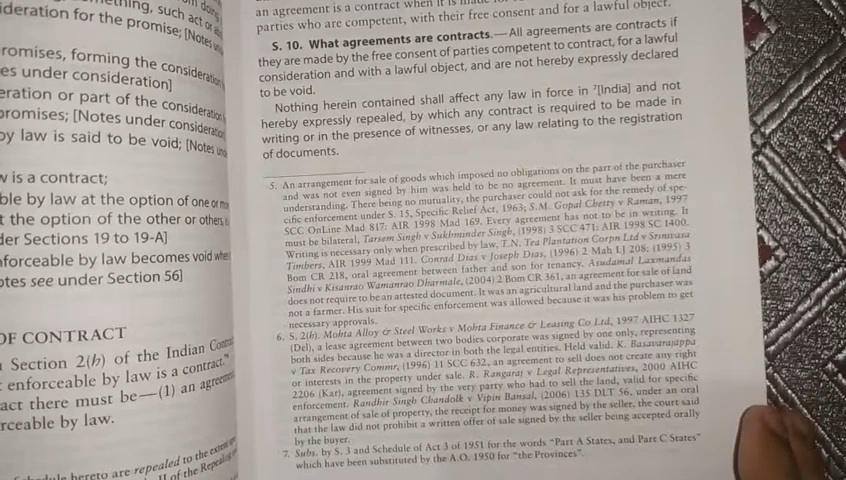 nething, such act or
ideration for the promise; [Notes
romises, forming the consideration
es under consideration]
eration or part of the consideration
promises; [Notes under consideration
by law is said to be void; [Notes
w is a contract;
ble by law at the option of one or
t the option of the other or others,
der Sections 19 to 19-A]
nforceable by law becomes void
otes see under Section 56]
OF CONTRACT
Section 2(h) of the Indian
enforceable by law is a contract."
act there must be—(1) an agreement
rceable by law.
hereto are repealed to the extent
II of the
an agreement is a contract when it is
parties who are competent, with their free consent and for a lawful object.
S. 10. What agreements are contracts.—All agreements are contracts if
they are made by the free consent of parties competent to contract, for a lawful
consideration and with a lawful object, and are not hereby expressly declared
to be void.
Nothing herein contained shall affect any law in force in 7[India] and not
hereby expressly repealed, by which any contract is required to be made in
writing or in the presence of witnesses, or any law relating to the registration
of documents.
5. An arrangement for sale of goods which imposed no obligations on the part of the purchaser
and was not even signed by him was held to be no agreement. It must have been a mere
understanding. There being no mutuality, the purchaser could not ask for the remedy of spe-
cific enforcement under S. 15, Specific Relief Act, 1963; S.M. Gopal Chetty v Raman, 1997
SCC OnLine Mad 817: AIR 1998 Mad 169. Every agreement has not to be in writing. It
must be bilateral, Tarsem Singh v Sukhminder Singh, (1998) 3 SCC 471: AIR 1998 SC 1400.
Writing is necessary only when prescribed by law, T.N. Tea Plantation Corpn Ltd v Srinivasa
Timbers, AIR 1999 Mad 111. Conrad Dias v Joseph Dias, (1996) 2 Mah LJ 208: (1995) 3
Bom CR 218, oral agreement between father and son for tenancy. Asudamal Laxmandas
Sindhi v Kisanrao Wamanrao Dharmale, (2004) 2 Bom CR 361, an agreement for sale of land
does not require to be an attested document. It was an agricultural land and the purchaser was
not a farmer. His suit for specific enforcement was allowed because it was his problem to get
necessary approvals.
6. S. 2(h). Mohta Alloy & Steel Works v Mohta Finance & Leasing Co Ltd, 1997 AIHC 1327
(Del), a lease agreement between two bodies corporate was signed by one only, representing
both sides because he was a director in both the legal entities. Held valid. K. Basavarajappa
v Tax Recovery Commr, (1996) 11 SCC 632, an agreement to sell does not create any right
or interests in the property under sale. R. Rangaraj v Legal Representatives, 2000 AIHC
2206 (Kar), agreement signed by the very party who had to sell the land, valid for specific
enforcement. Randhir Singh Chandolk v Vipin Bansal, (2006) 135 DLT 56, under an oral
arrangement of sale of property, the receipt for money was signed by the seller, the court said
that the law did not prohibit a written offer of sale signed by the seller being accepted orally
by the buyer.
7. Subs. by S. 3 and Schedule of Act 3 of 1951 for the words "Part A States, and Part C States"
which have been substituted by the A.O. 1950 for "the Provinces".